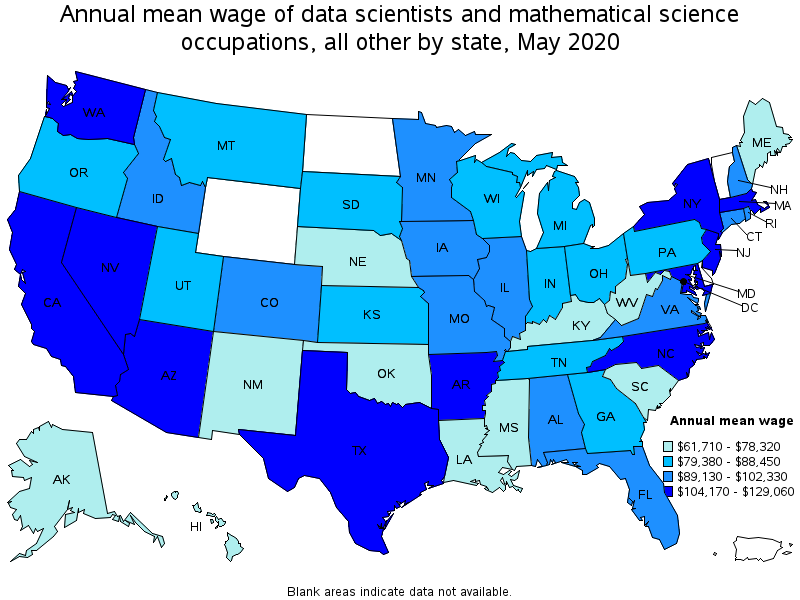 Annual mean wage of data scientists and mathematical science
occupations, all other by state, May 2020
WA
MT
ME
OR
MN
ID
SD
WI
NH
MA
NY
MI
RI
CT
IA
NE
PA
NJ
NV
IL
IN
OH
UT
MD
CO
CA
WV
DC
KS
MO
VA
KY
NC
TN
AZ
OK
NM
AR
SC
MS
AL
GA
Annual mean wage
$61,710 - $78,320
TX
LA
$79,380 - $88,450
AK
$89,130 - $102,330
FL
$104,170 - $129,060
HI
Blank areas indicate data not available.